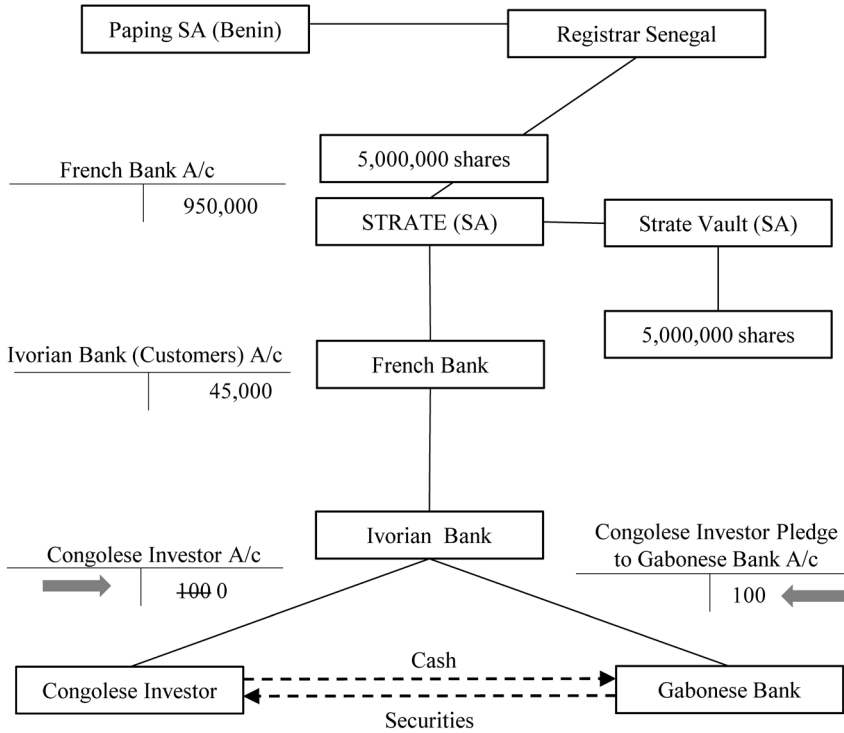 Paping SA (Benin)
Registrar Senegal
5,000,000 shares
French Bank A/c
950,000
STRATE (SA)
Strate Vault (SA)
5,000,000 shares
Ivorian Bank (Customers) A/c
45,000
French Bank
Ivorian Bank
Congolese Investor A/c
100 0
Congolese Investor Pledge
to Gabonese Bank A/c
100
Cash
Congolese Investor
Gabonese Bank
Securities